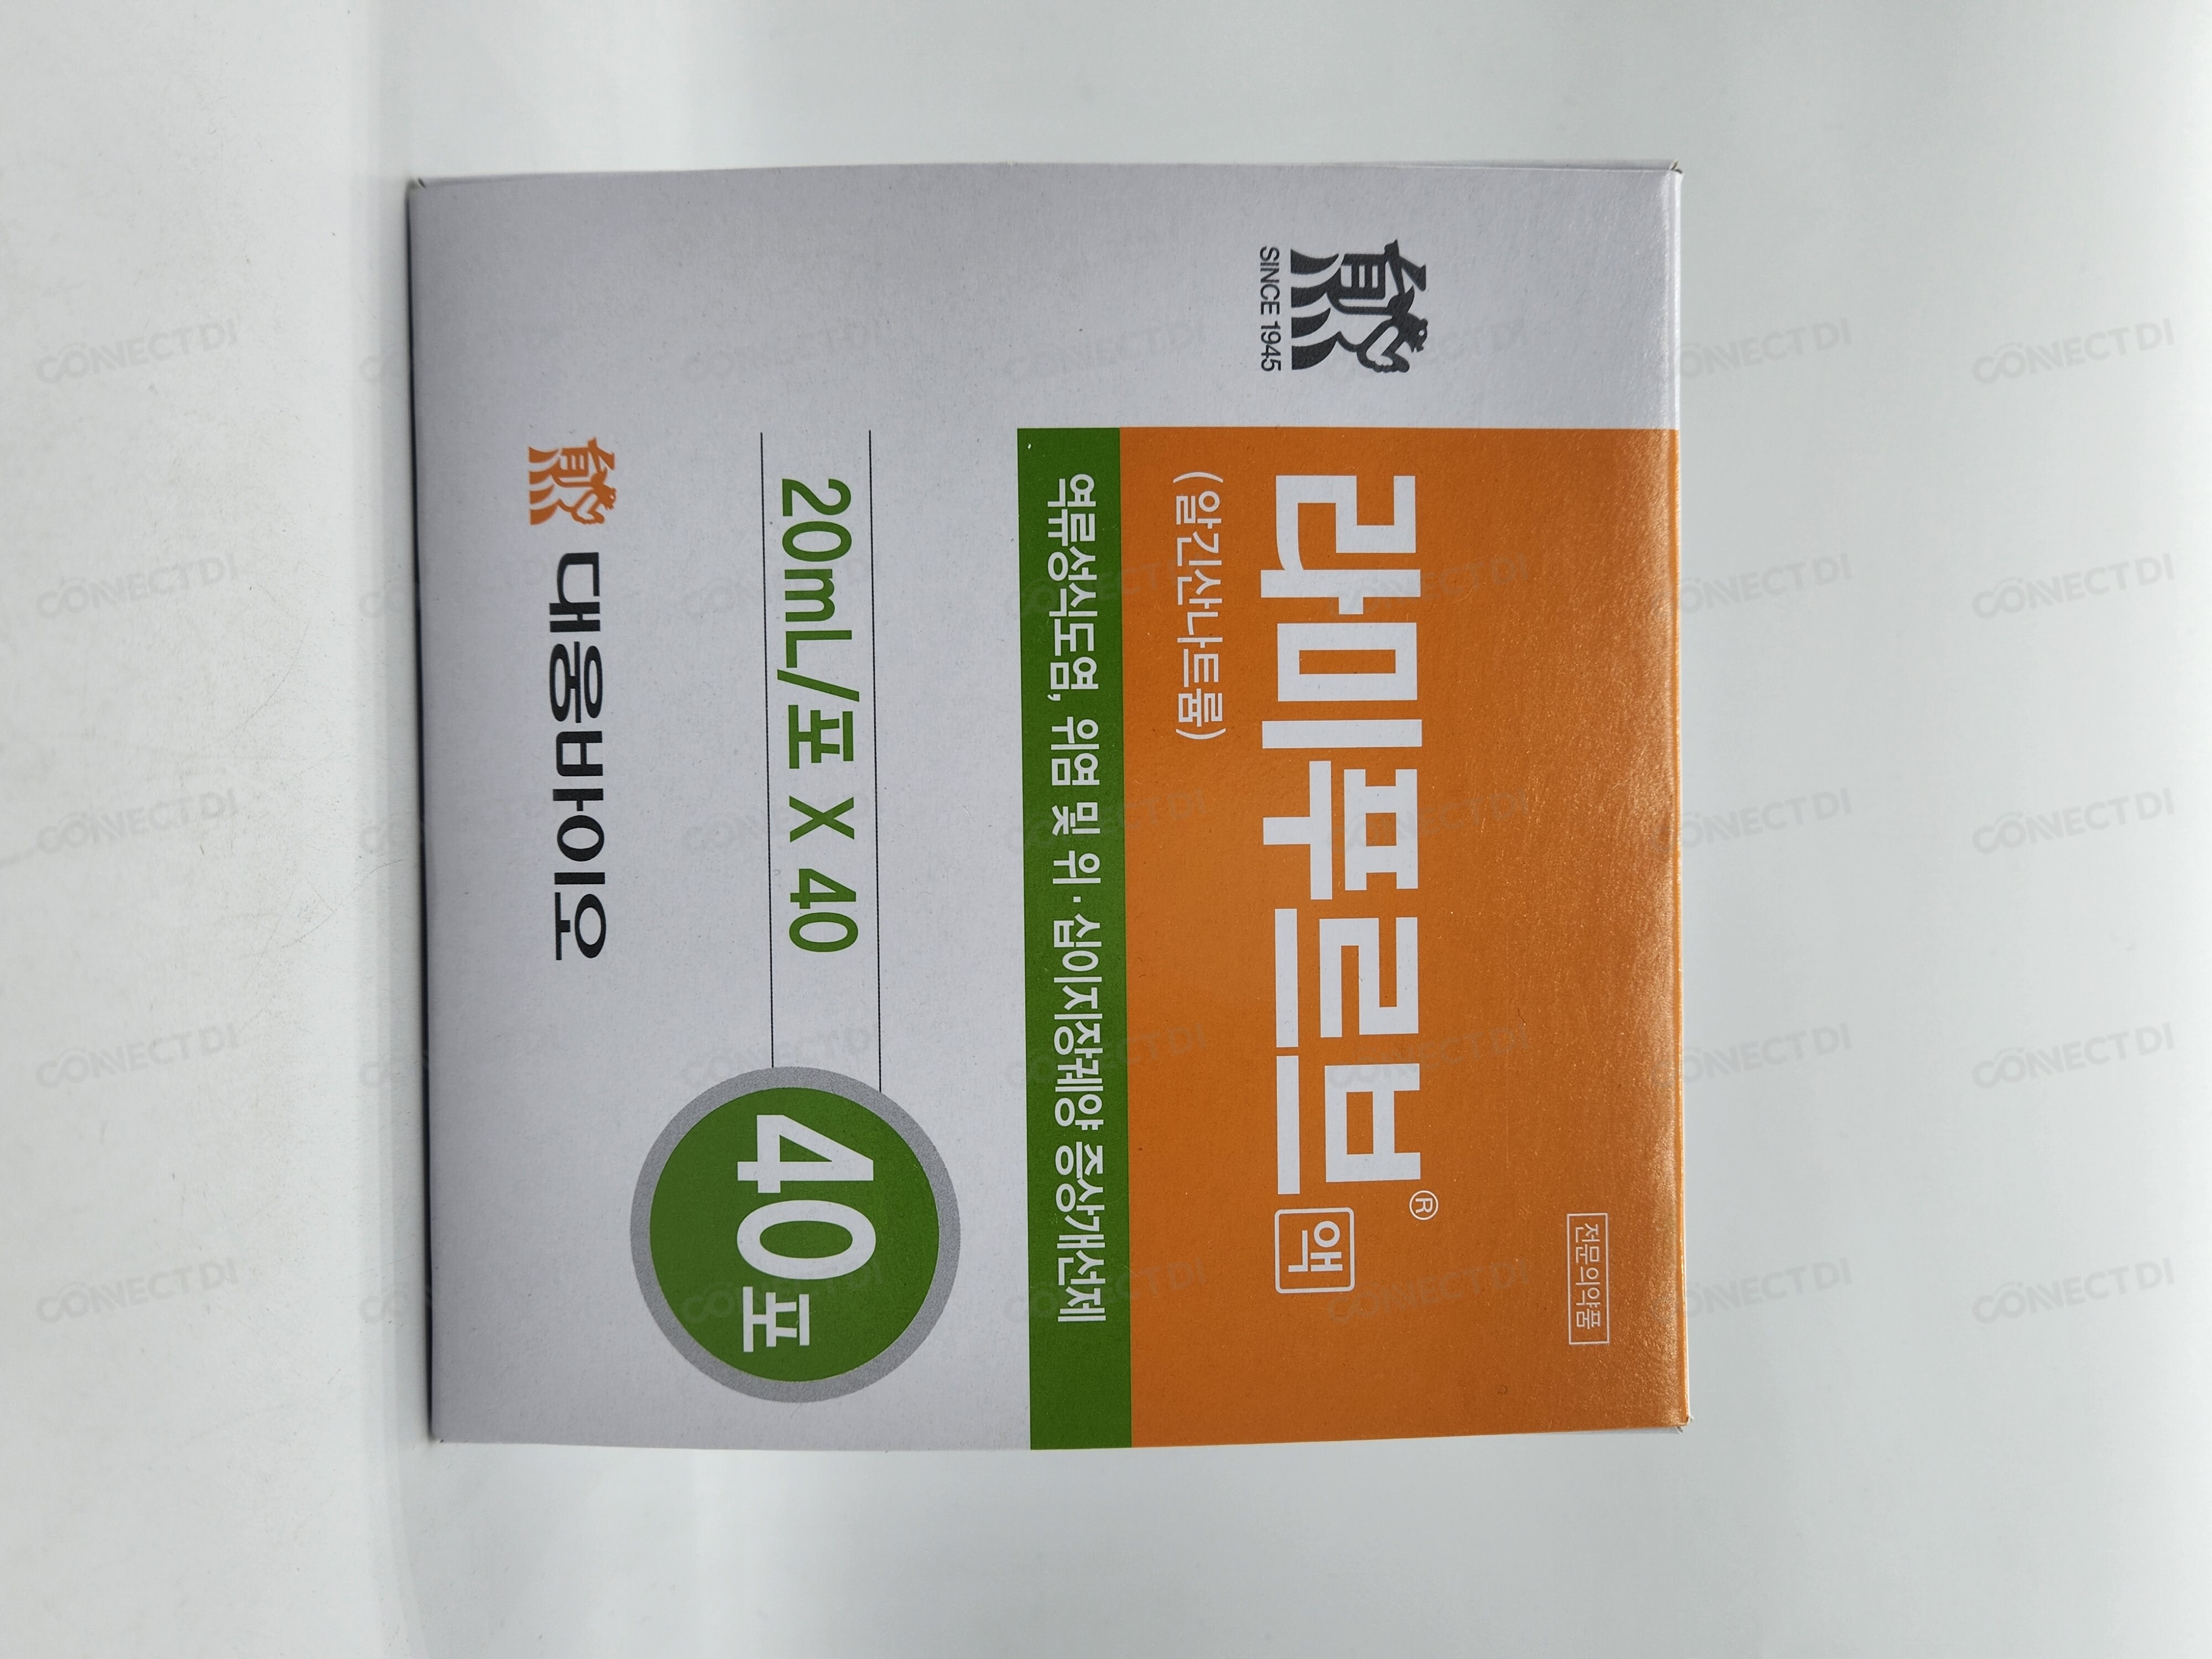 전문의약품
SINCE 1945
라미푸르브® 액
(알긴산나트륨)
역류성식도염, 위염 및 위·십이지장궤양 증상개선제
20mL/포 X 40
40포
대웅바이오
CONNECTDI